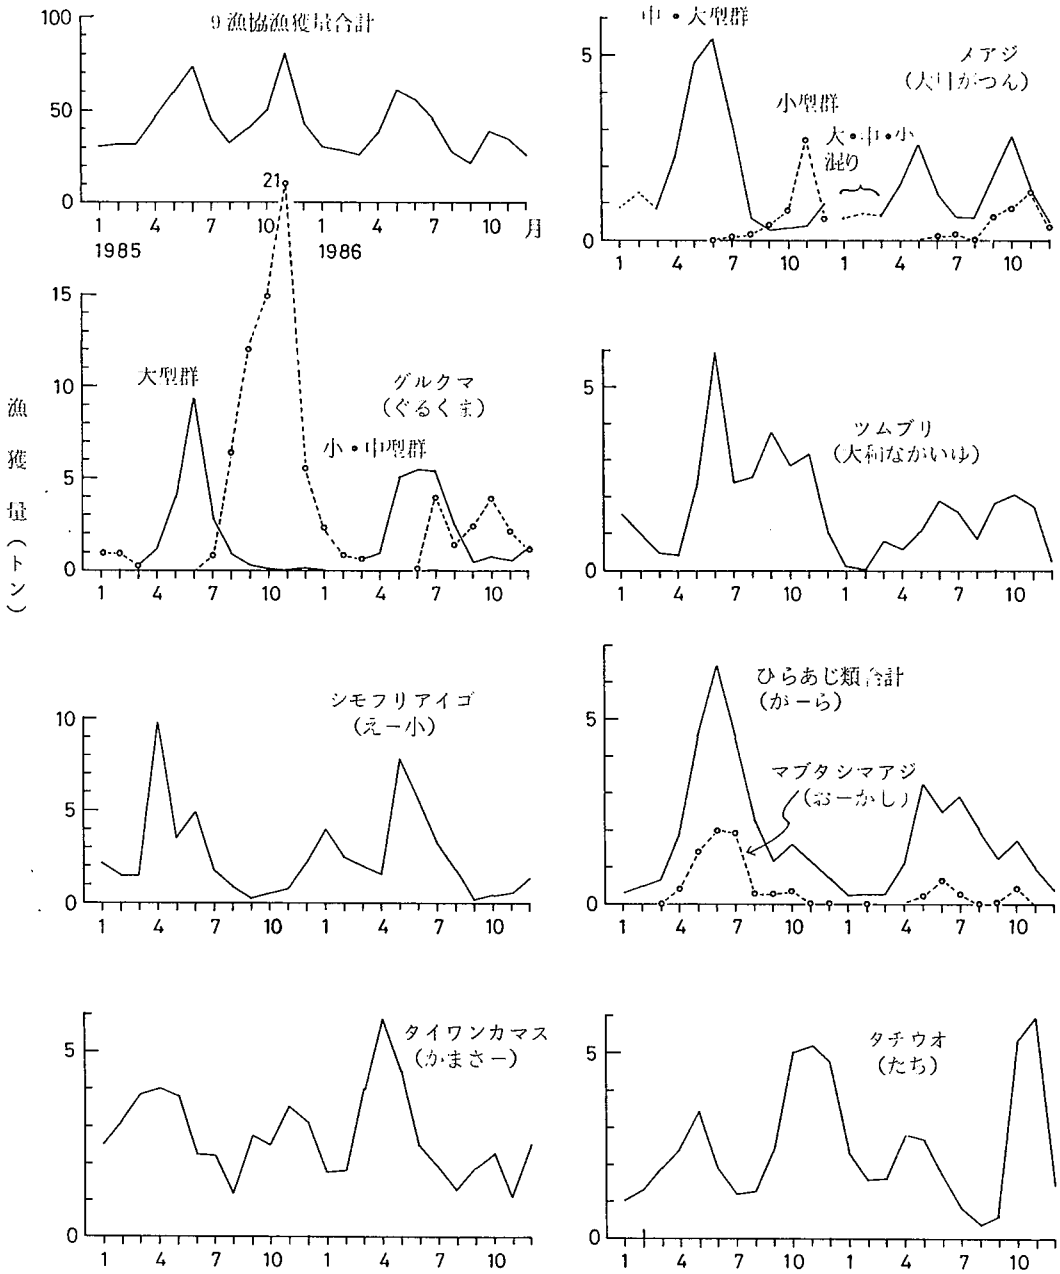 9漁協漁獲量合計
100
50
0
1 4 7 10 1 4 7 10 月
1985 1986
中・大型群
メアジ
(大目がつん)
小型群
大・中・小
混り
5
0
1 4 7 10 1 4 7 10
漁獲量(トン)
21
大型群
グルクマ
(ぐるくま)
小・中型群
15
10
5
0
1 4 7 10 1 4 7 10
ツムブリ
5
0
1 4 7 10 1 4 7 10
シモフリアイゴ
(えー小)
10
5
0
1 4 7 10 1 4 7 10
ひらあじ類合計
(がーら)
マブタシマアジ
(おーかし)
5
0
1 4 7 10 1 4 7 10
タイワンカマス
(かまさー)
5
0
1 4 7 10 1 4 7 10
タチウオ
(たち)
5
0
1 4 7 10 1 4 7 10